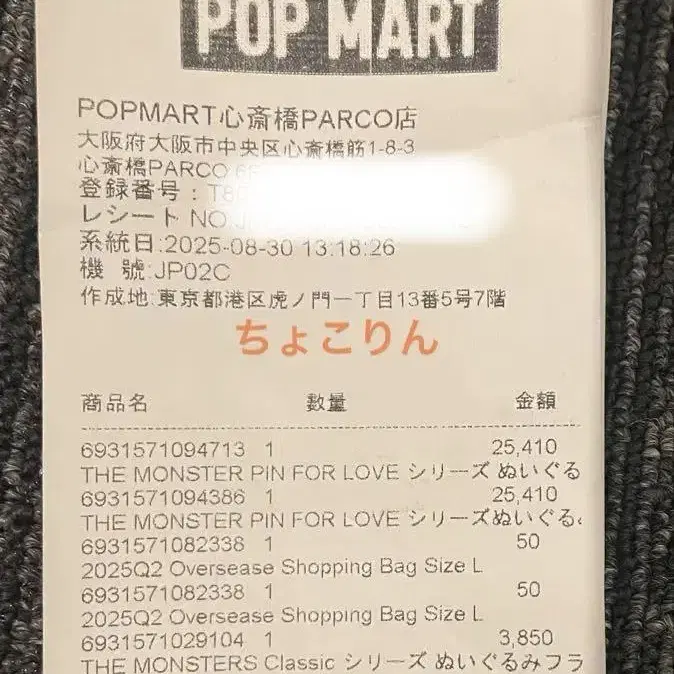 POP MART
POPMART心斎橋PARCO店
大阪府大阪市中央区心斎橋筋1-8-3
心斎橋PARCO
登録番号:
レシート NO.
系統日:2025-08-30 13:18:26
機 號:JP02C
作成地:東京都港区虎ノ門一丁目13番5号7階
ちょこりん
商品名 数量 金額
6931571094713 1 25,410
THE MONSTER PIN FOR LOVE シリーズ ぬいぐる
6931571094386 1 25,410
THE MONSTER PIN FOR LOVE シリーズぬいぐる
6931571082338 1 50
2025Q2 Oversease Shopping Bag Size L
6931571082338 1 50
2025Q2 Oversease Shopping Bag Size L
6931571029104 1 3,850
THE MONSTERS Classic シリーズ ぬいぐるみフラ